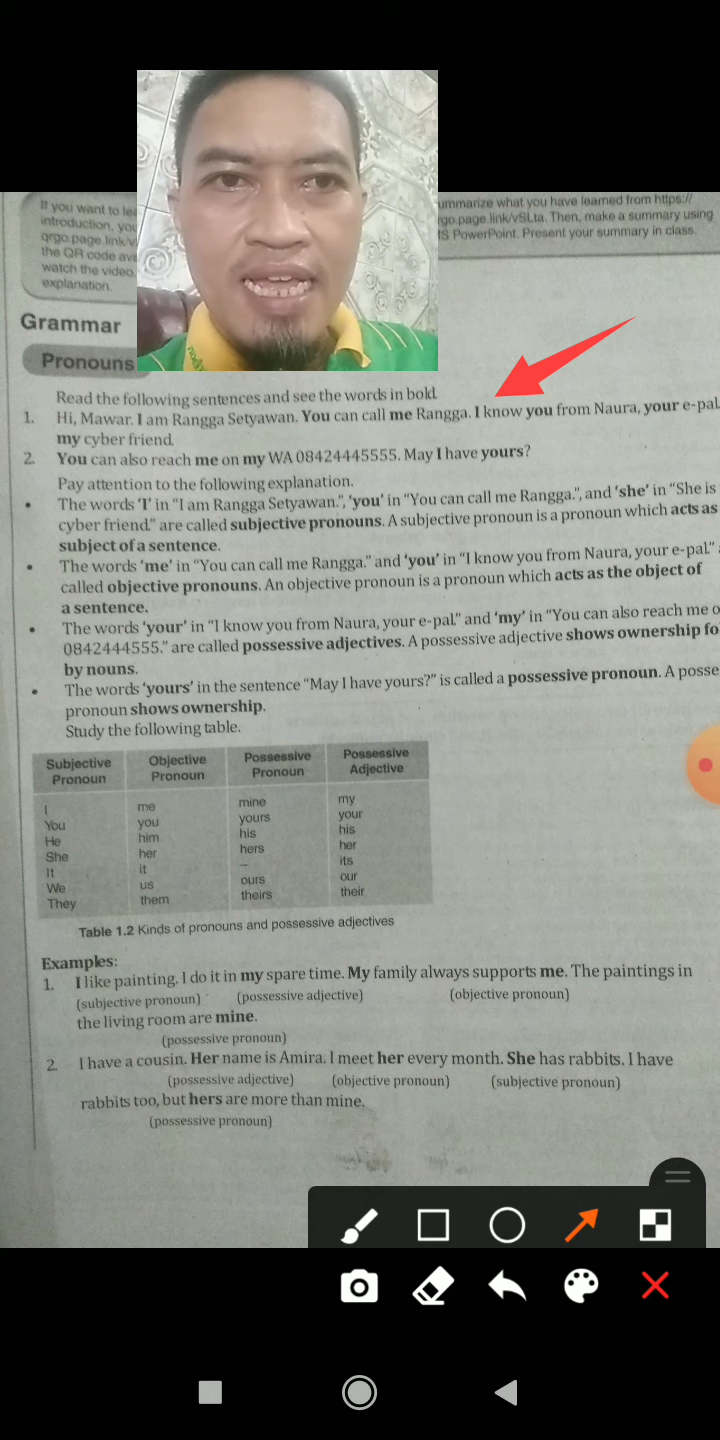 If you want to
introduction, you
qrgo.page.link/v
the QR code
watch the video
explanation.
ummarize what you have learned from https://
rgo.page.link/vSLta. Then, make a summary using
S PowerPoint. Present your summary in class.
Grammar
Pronouns
Read the following sentences and see the words in bold.
1. Hi, Mawar. I am Rangga Setyawan. You can call me Rangga. I know you from Naura, your e-pal
my cyber friend.
2. You can also reach me on my WA 08424445555. May I have yours?
Pay attention to the following explanation.
• The words 'I' in "I am Rangga Setyawan.", 'you' in "You can call me Rangga.", and 'she' in "She is
cyber friend." are called subjective pronouns. A subjective pronoun is a pronoun which acts as
subject of a sentence.
• The words 'me' in "You can call me Rangga." and 'you' in "I know you from Naura, your e-pal."
called objective pronouns. An objective pronoun is a pronoun which acts as the object of
a sentence.
• The words 'your' in "I know you from Naura, your e-pal." and 'my' in "You can also reach me o
0842444555." are called possessive adjectives. A possessive adjective shows ownership fo
by nouns.
• The words 'yours' in the sentence "May I have yours?" is called a possessive pronoun. A posse
pronoun shows ownership.
Study the following table.
Subjective Pronoun Objective Pronoun Possessive Pronoun Possessive Adjective
I me mine my
You you yours your
He him his his
She her hers her
It it – its
We us ours our
They them theirs their
Table 1.2 Kinds of pronouns and possessive adjectives
Examples:
1. I like painting. I do it in my spare time. My family always supports me. The paintings in
(subjective pronoun) (possessive adjective) (objective pronoun)
the living room are mine.
(possessive pronoun)
2. I have a cousin. Her name is Amira. I meet her every month. She has rabbits. I have
(possessive adjective) (objective pronoun) (subjective pronoun)
rabbits too, but hers are more than mine.
(possessive pronoun)